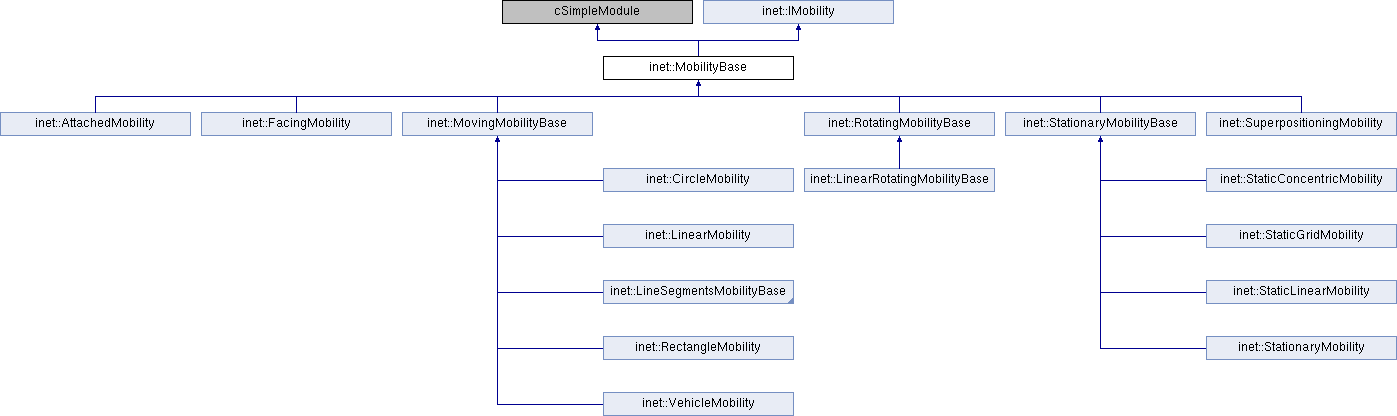 cSimpleModule
inet::IMobility
inet::MobilityBase
inet::AttachedMobility
inet::FacingMobility
inet::MovingMobilityBase
inet::RotatingMobilityBase
inet::StationaryMobilityBase
inet::SuperpositioningMobility
inet::CircleMobility
inet::LinearRotatingMobilityBase
inet::StaticConcentricMobility
inet::LinearMobility
inet::StaticGridMobility
inet::LineSegmentsMobilityBase
inet::StaticLinearMobility
inet::RectangleMobility
inet::StationaryMobility
inet::VehicleMobility